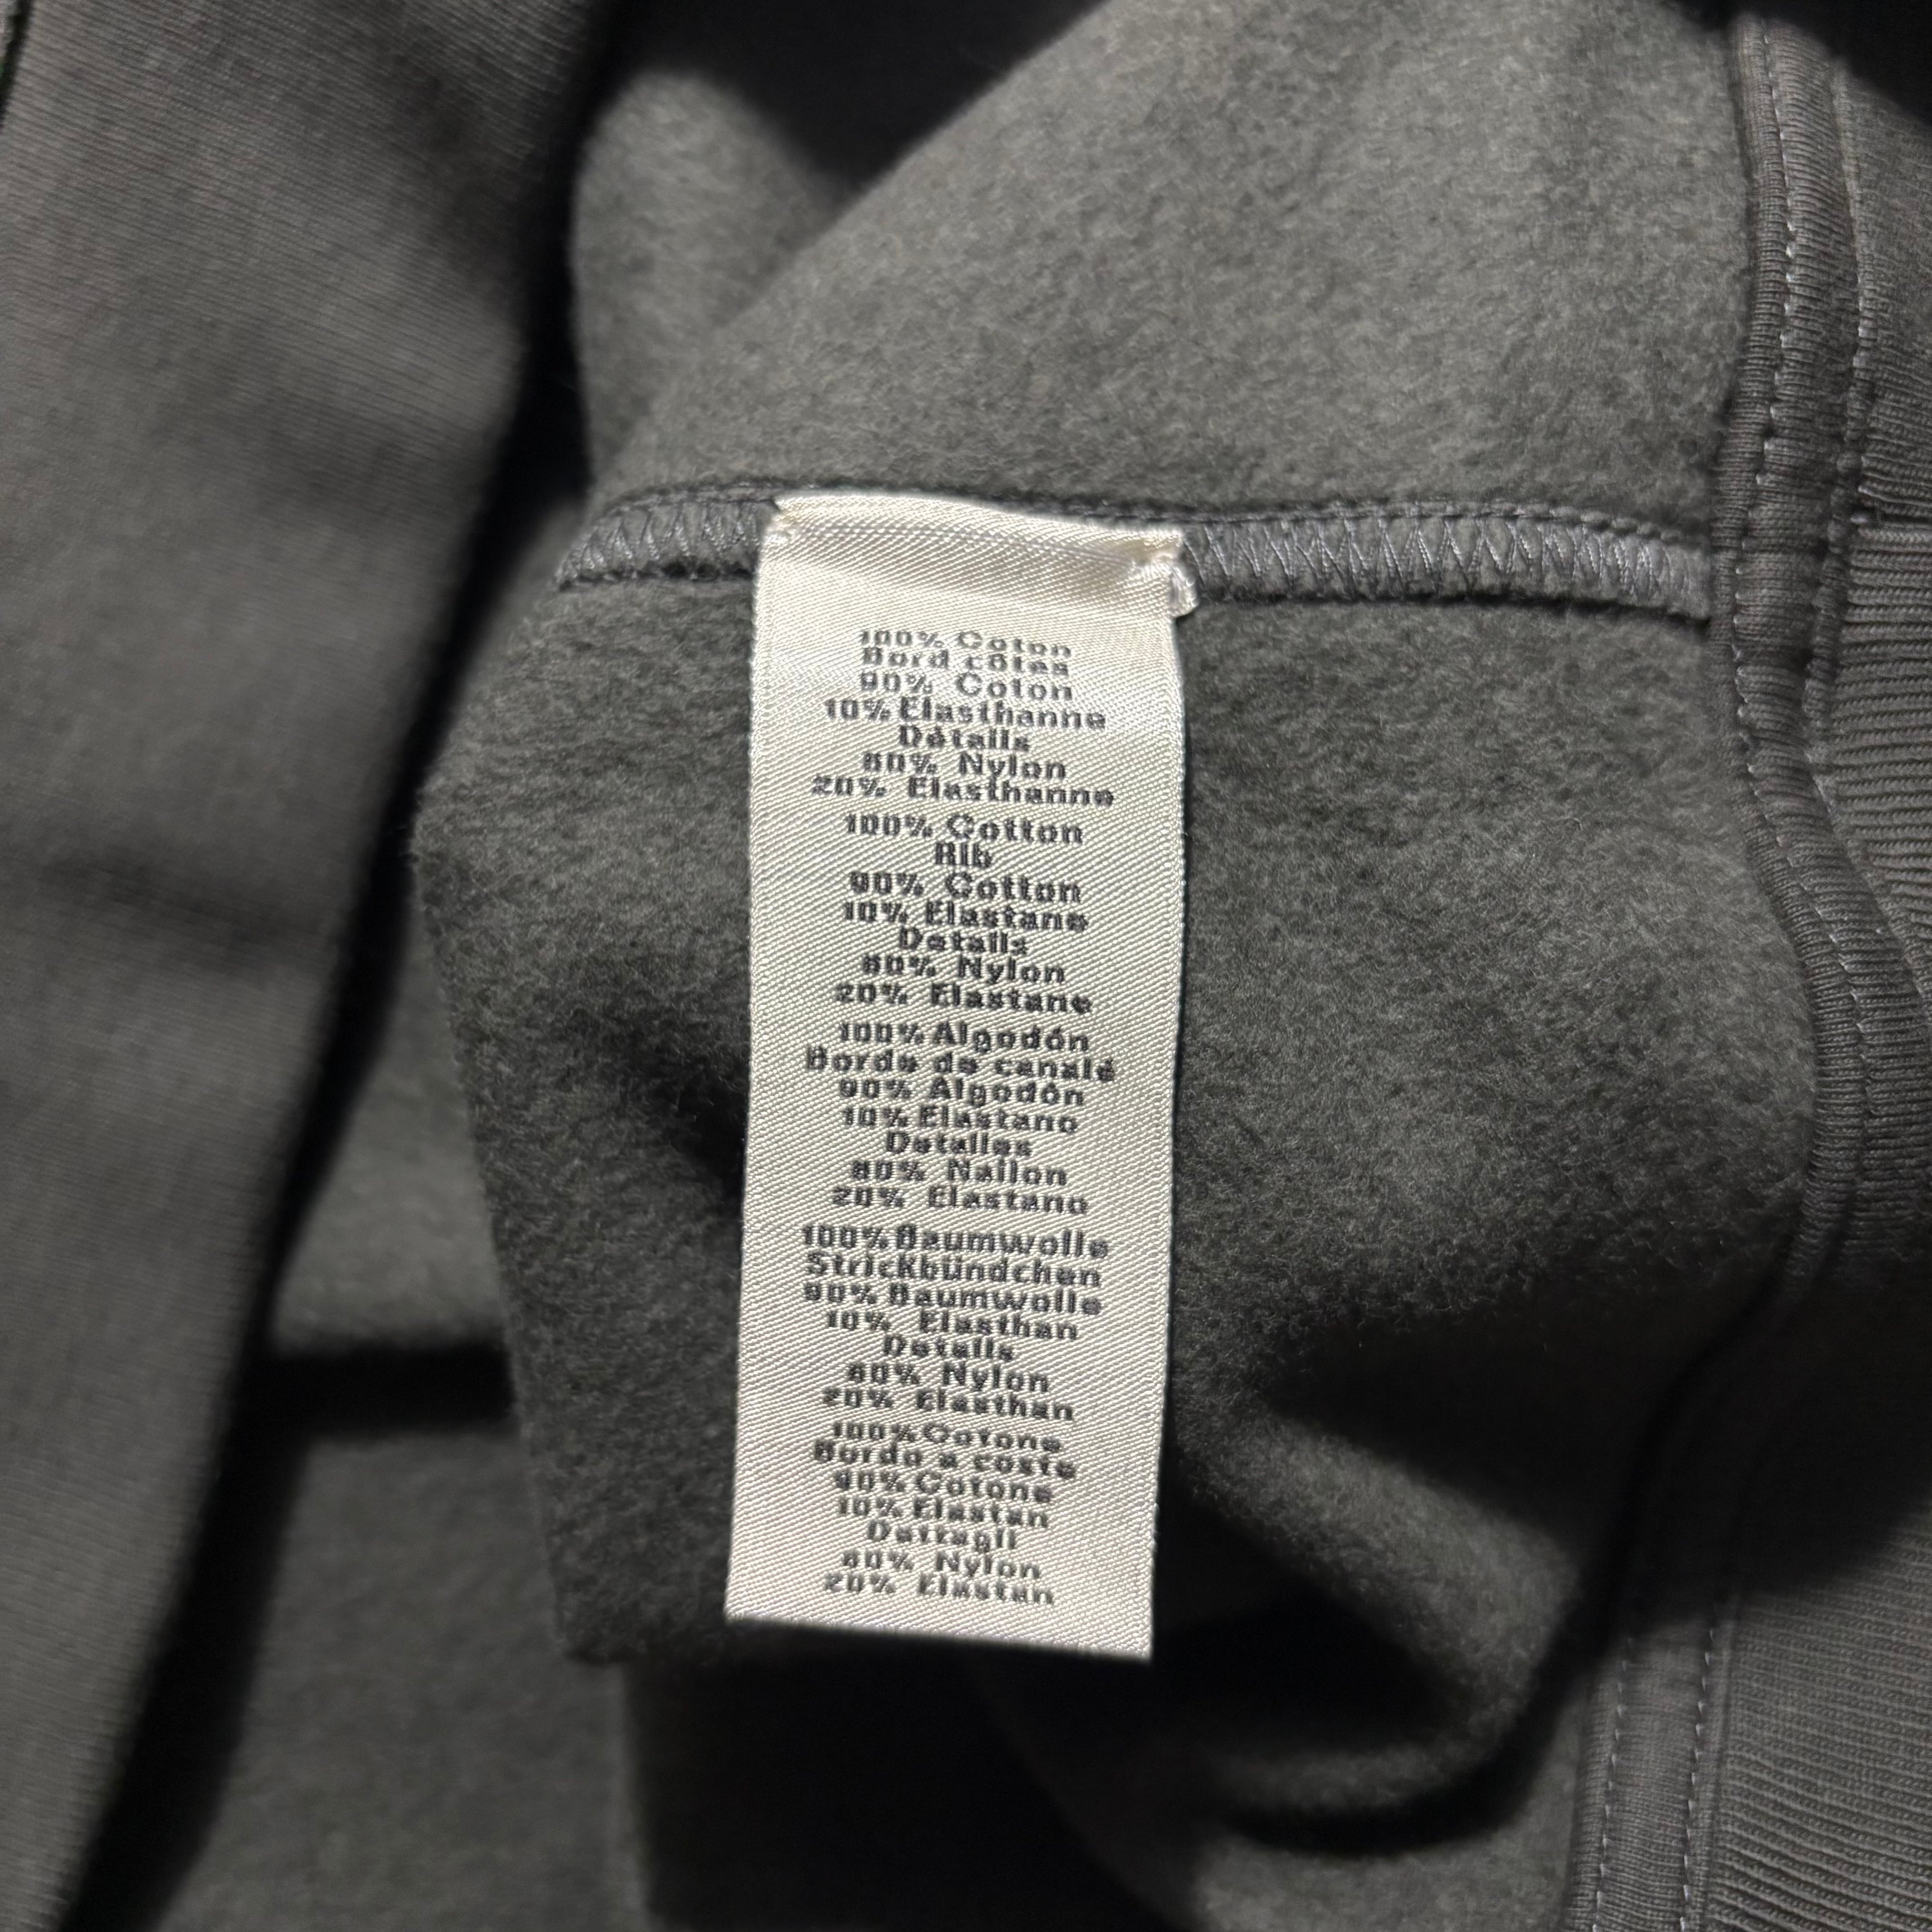 100% Coton
Bord côtes
90% Coton
10% Elasthanne
Détails
80% Nylon
20% Elasthanne
100% Cotton
Rib
90% Cotton
10% Elastane
Details
80% Nylon
20% Elastane
100% Algodón
Borde de canalé
90% Algodón
10% Elastano
Detalles
80% Nailon
20% Elastano
100% Baumwolle
Strickbündchen
90% Baumwolle
10% Elasthan
Details
80% Nylon
20% Elasthan
100% Cotone
Bordo a coste
90% Cotone
10% Elastan
Dettagli
80% Nylon
20% Elastan